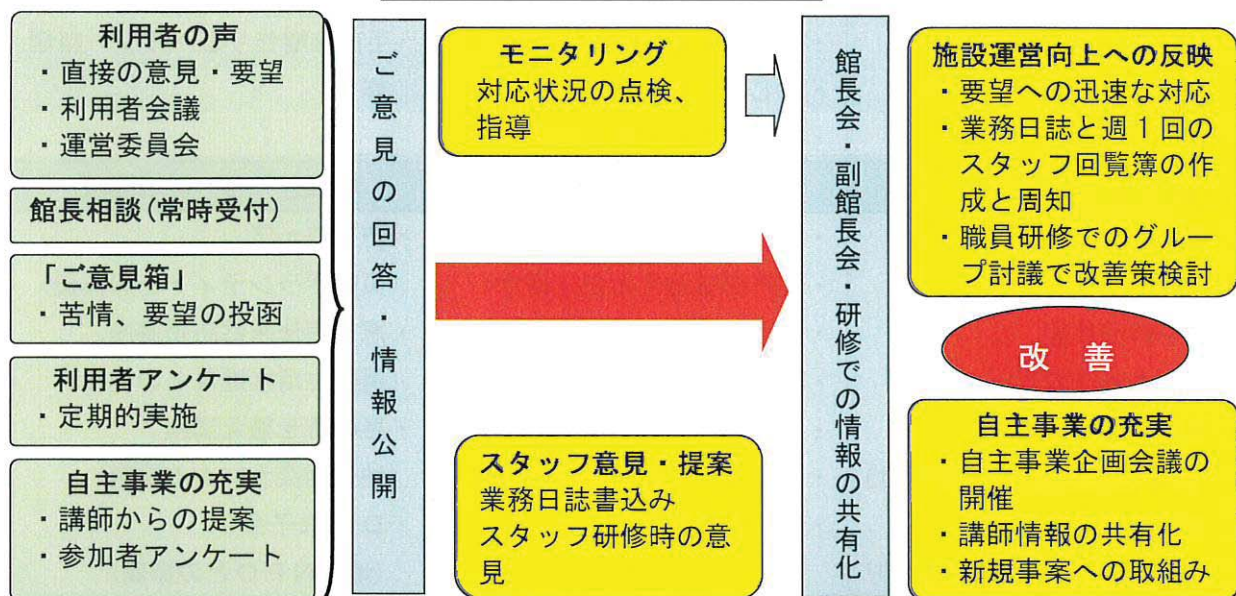 利用者の声
・直接の意見・要望
・利用者会議
・運営委員会
館長相談(常時受付)
「ご意見箱」
・苦情、要望の投函
利用者アンケート
・定期的実施
自主事業の充実
・講師からの提案
・参加者アンケート
ご意見の回答・情報公開
モニタリング
対応状況の点検、
指導
スタッフ意見・提案
業務日誌書込み
スタッフ研修時の意
見
館長会・副館長会・研修での情報の共有化
施設運営向上への反映
・要望への迅速な対応
・業務日誌と週1回の
スタッフ回覧簿の作
成と周知
・職員研修でのグルー
プ討議で改善策検討
改 善
自主事業の充実
・自主事業企画会議の
開催
・講師情報の共有化
・新規事案への取組み